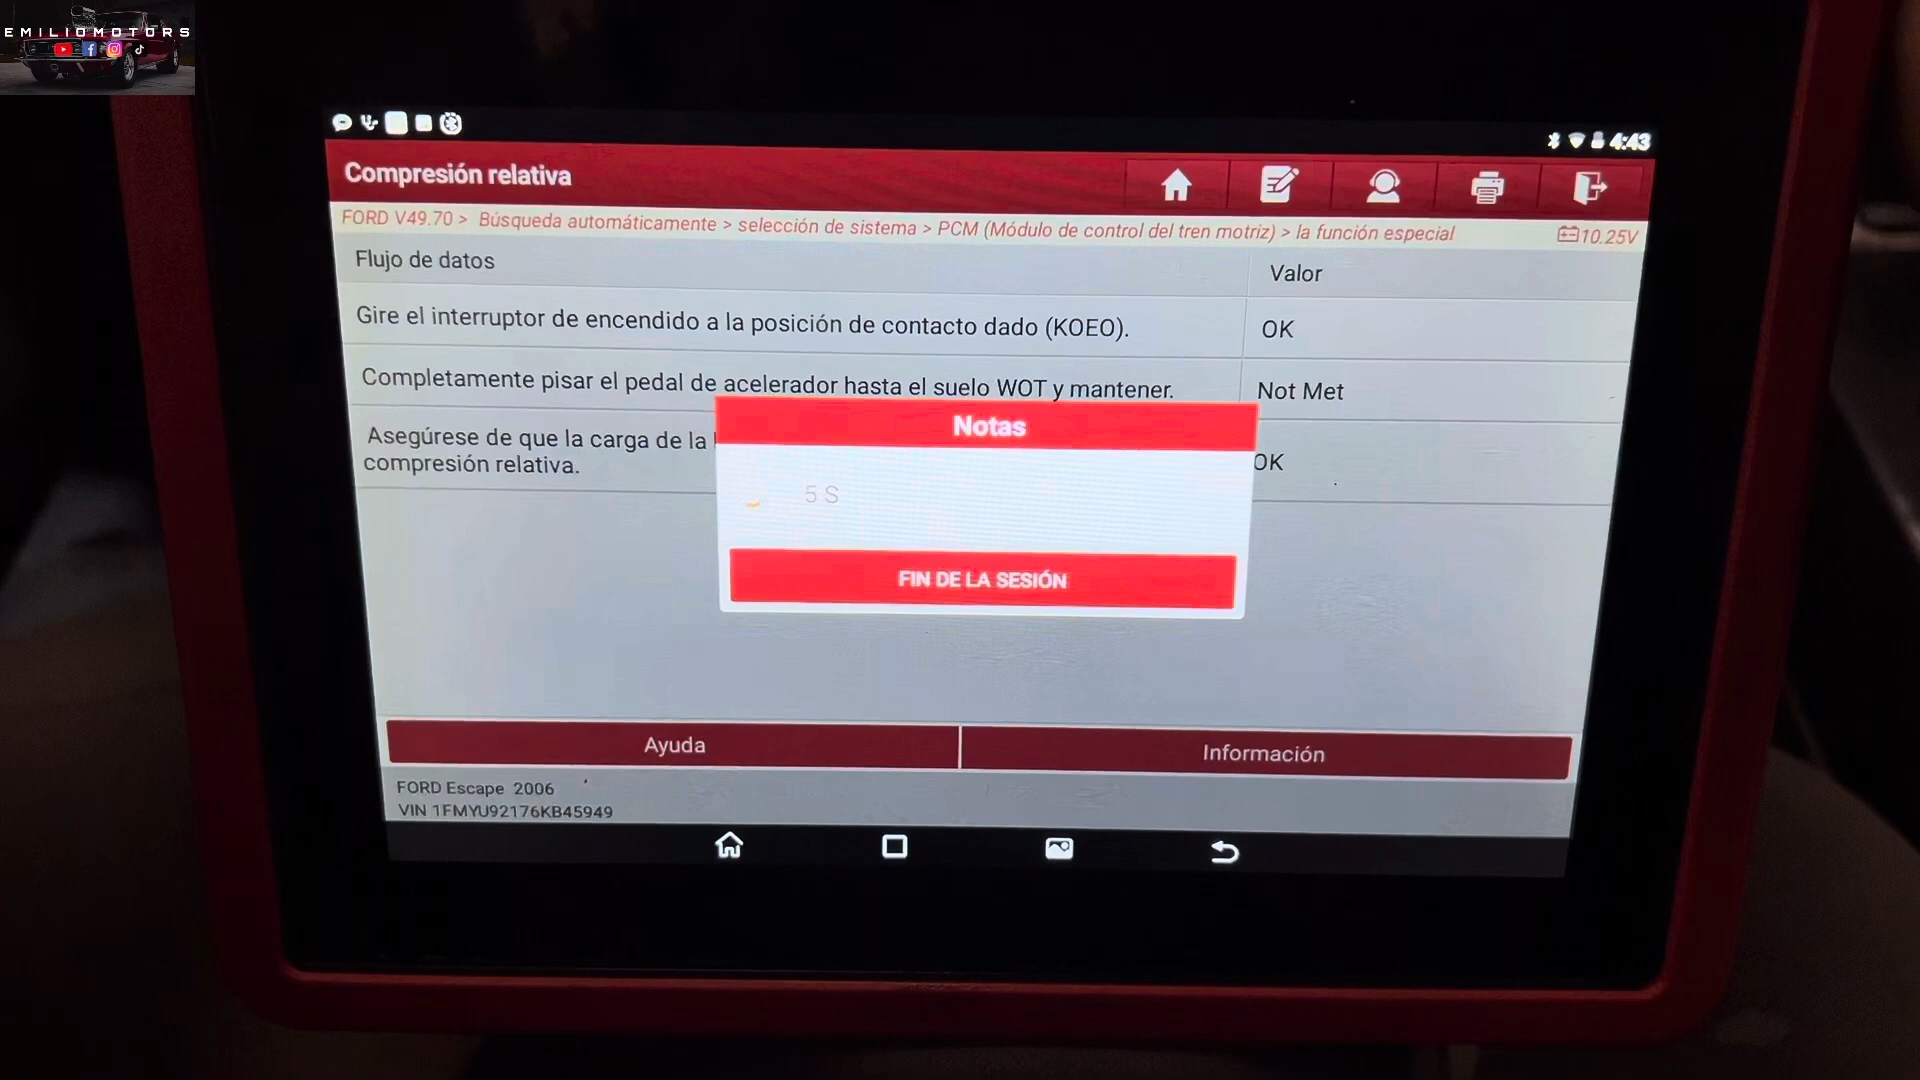 EMILIOMOTORS
4:43
Compresión relativa
FORD V49.70 > Búsqueda automáticamente > selección de sistema > PCM (Módulo de control del tren motriz) > la función especial
10.25V
Flujo de datos
Valor
Gire el interruptor de encendido a la posición de contacto dado (KOEO).
OK
Completamente pisar el pedal de acelerador hasta el suelo WOT y mantener.
Not Met
Asegúrese de que la carga de la
compresión relativa.
OK
Notas
5 S
FIN DE LA SESIÓN
Ayuda
Información
FORD Escape 2006
VIN 1FMYU92176KB45949